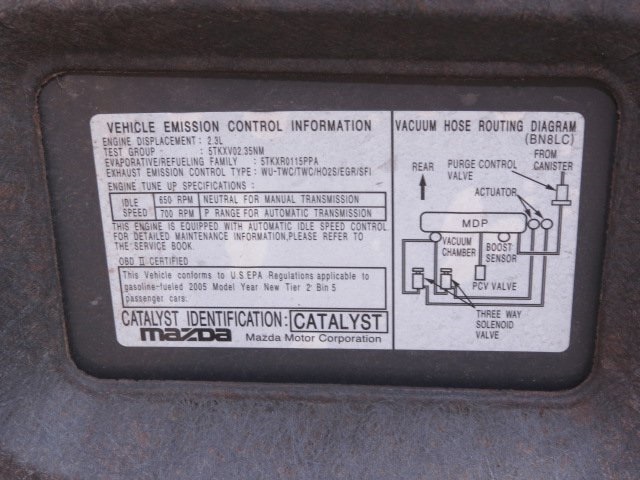 VEHICLE EMISSION CONTROL INFORMATION
ENGINE DISPLACEMENT : 2.3L
TEST GROUP : 5TKXV02.35NM
EVAPORATIVE/REFUELING FAMILY : 5TKXR0115PPA
EXHAUST EMISSION CONTROL TYPE : WU-TWC/TWC/HO2S/EGR/SFI
ENGINE TUNE UP SPECIFICATIONS :
IDLE SPEED
650 RPM NEUTRAL FOR MANUAL TRANSMISSION
700 RPM P RANGE FOR AUTOMATIC TRANSMISSION
THIS ENGINE IS EQUIPPED WITH AUTOMATIC IDLE SPEED CONTROL.
FOR DETAILED MAINTENANCE INFORMATION,PLEASE REFER TO
THE SERVICE BOOK.
OBD II CERTIFIED
This Vehicle conforms to U.S.EPA Regulations applicable to
gasoline-fueled 2005 Model Year New Tier 2 Bin 5
passenger cars.
CATALYST IDENTIFICATION: CATALYST
mazda Mazda Motor Corporation
VACUUM HOSE ROUTING DIAGRAM
(BN8LC)
FROM
CANISTER
REAR
PURGE CONTROL
VALVE
ACTUATOR
MDP
VACUUM
CHAMBER
BOOST
SENSOR
PCV VALVE
THREE WAY
SOLENOID
VALVE